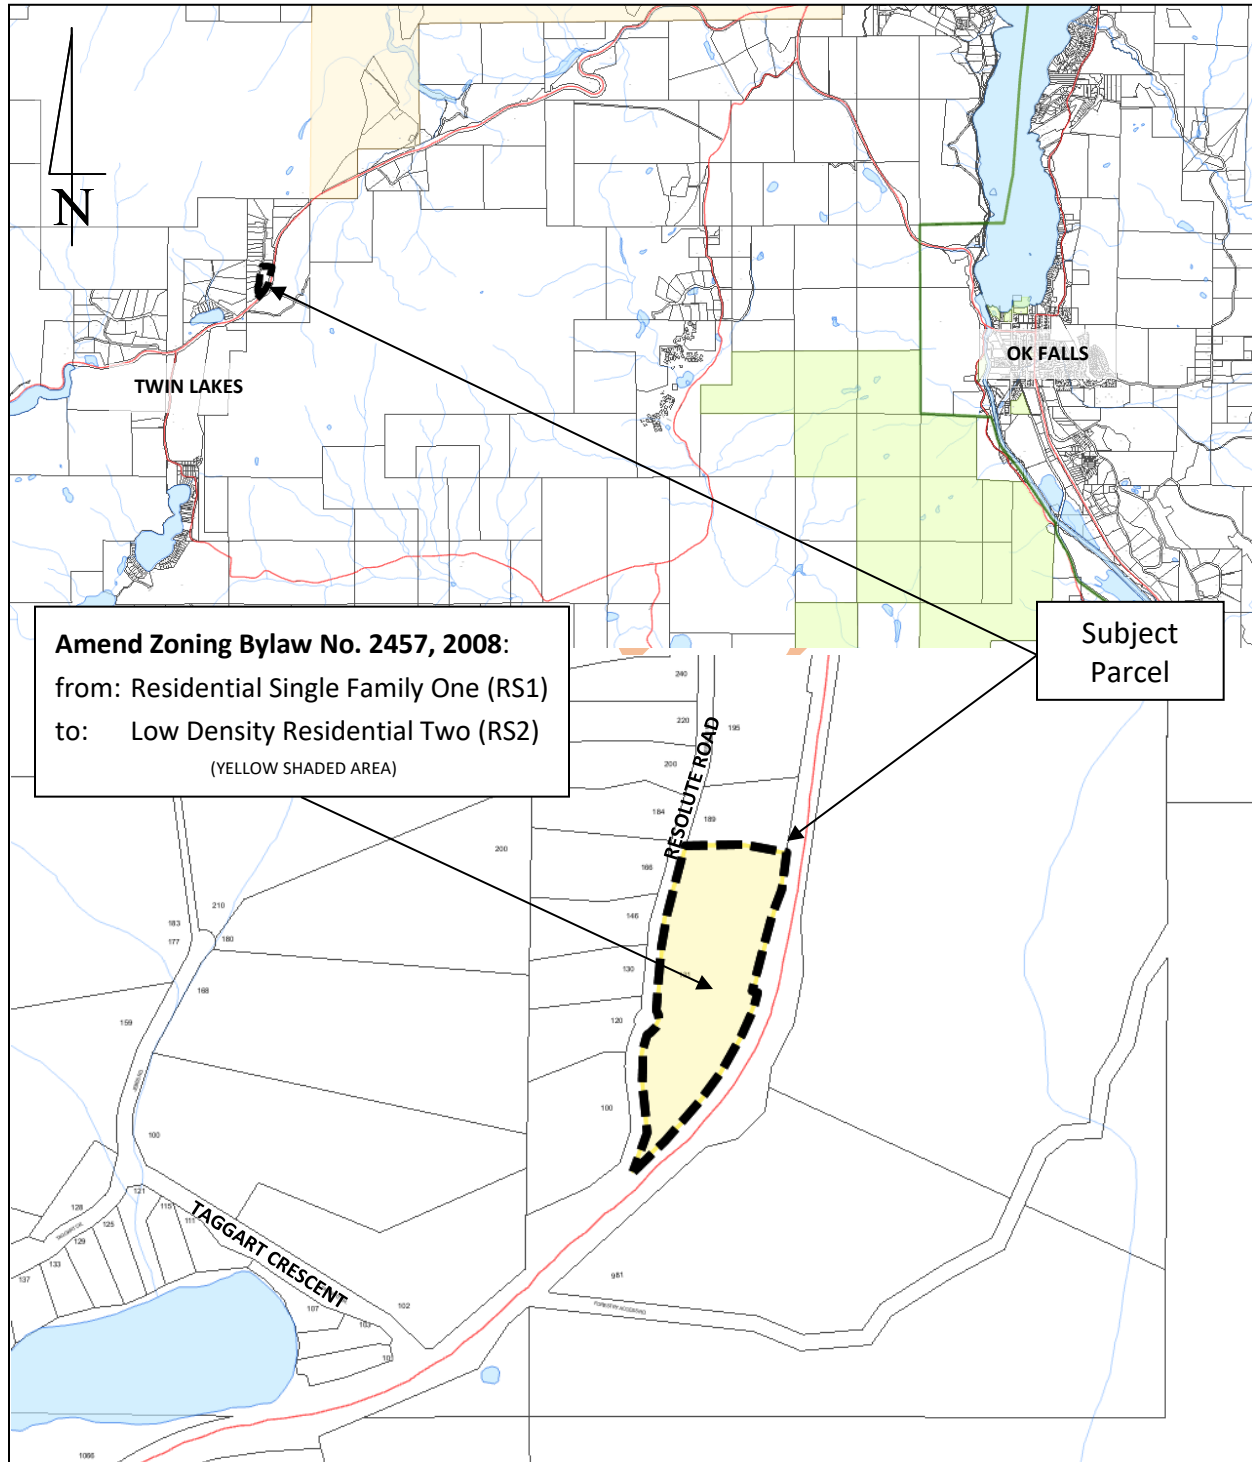 N
TWIN LAKES
OK FALLS
Amend Zoning Bylaw No. 2457, 2008:
from: Residential Single Family One (RS1)
to: Low Density Residential Two (RS2)
(YELLOW SHADED AREA)
Subject
Parcel
240
220
195
RESOLUTE ROAD
200
184
189
200
166
146
210
183
177
180
130
168
120
159
100
100
121
128
115
111
125
129
133
137
TAGGART CRESCENT
TAGGART CR.
981
102
107
103
1066